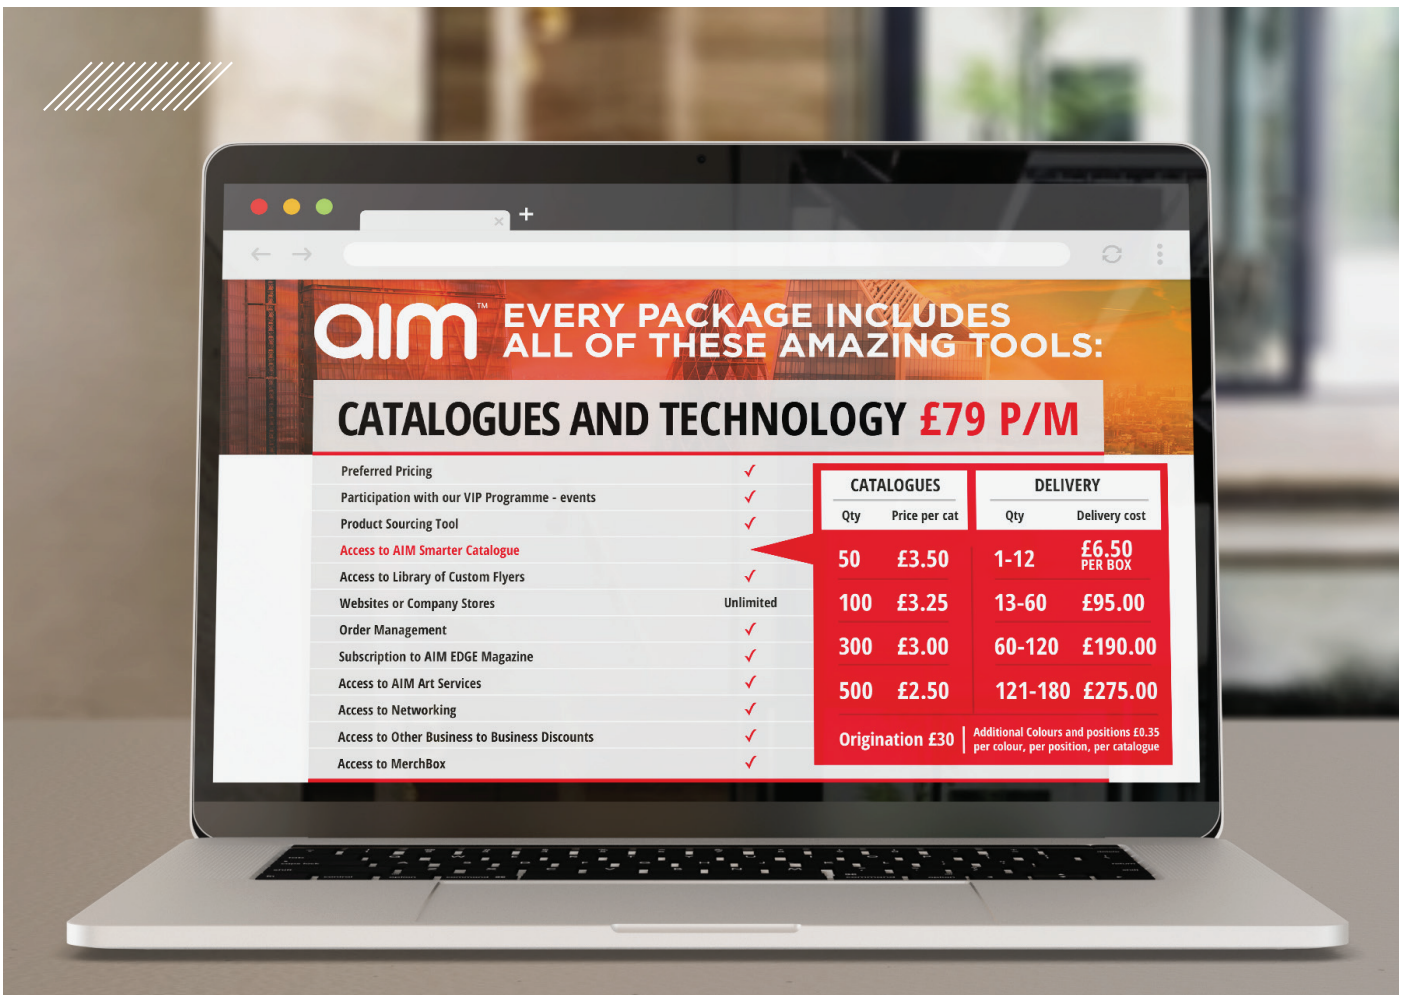 aim™
EVERY PACKAGE INCLUDES
ALL OF THESE AMAZING TOOLS:
CATALOGUES AND TECHNOLOGY £79 P/M
Preferred Pricing ✓
Participation with our VIP Programme - events ✓
Product Sourcing Tool ✓
Access to AIM Smarter Catalogue
Access to Library of Custom Flyers ✓
Websites or Company Stores Unlimited
Order Management ✓
Subscription to AIM EDGE Magazine ✓
Access to AIM Art Services ✓
Access to Networking ✓
Access to Other Business to Business Discounts ✓
Access to MerchBox ✓
CATALOGUES
Qty Price per cat
50 £3.50
100 £3.25
300 £3.00
500 £2.50
DELIVERY
Qty Delivery cost
1-12 £6.50
PER BOX
13-60 £95.00
60-120 £190.00
121-180 £275.00
Origination £30
Additional Colours and positions £0.35
per colour, per position, per catalogue